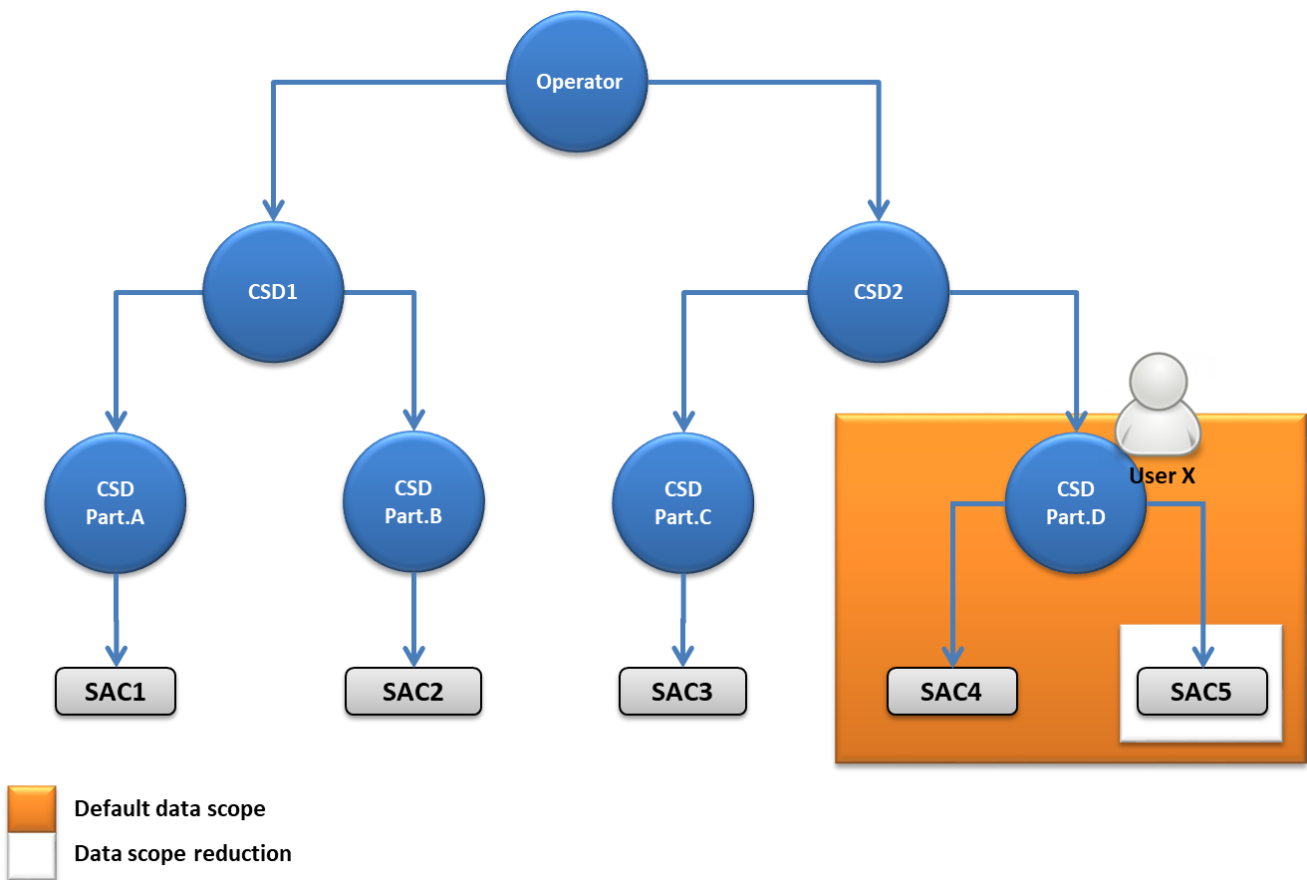 Operator
CSD1
CSD2
CSD
Part.A
CSD
Part.B
CSD
Part.C
User X
CSD
Part.D
SAC1
SAC2
SAC3
SAC4
SAC5
Default data scope
Data scope reduction